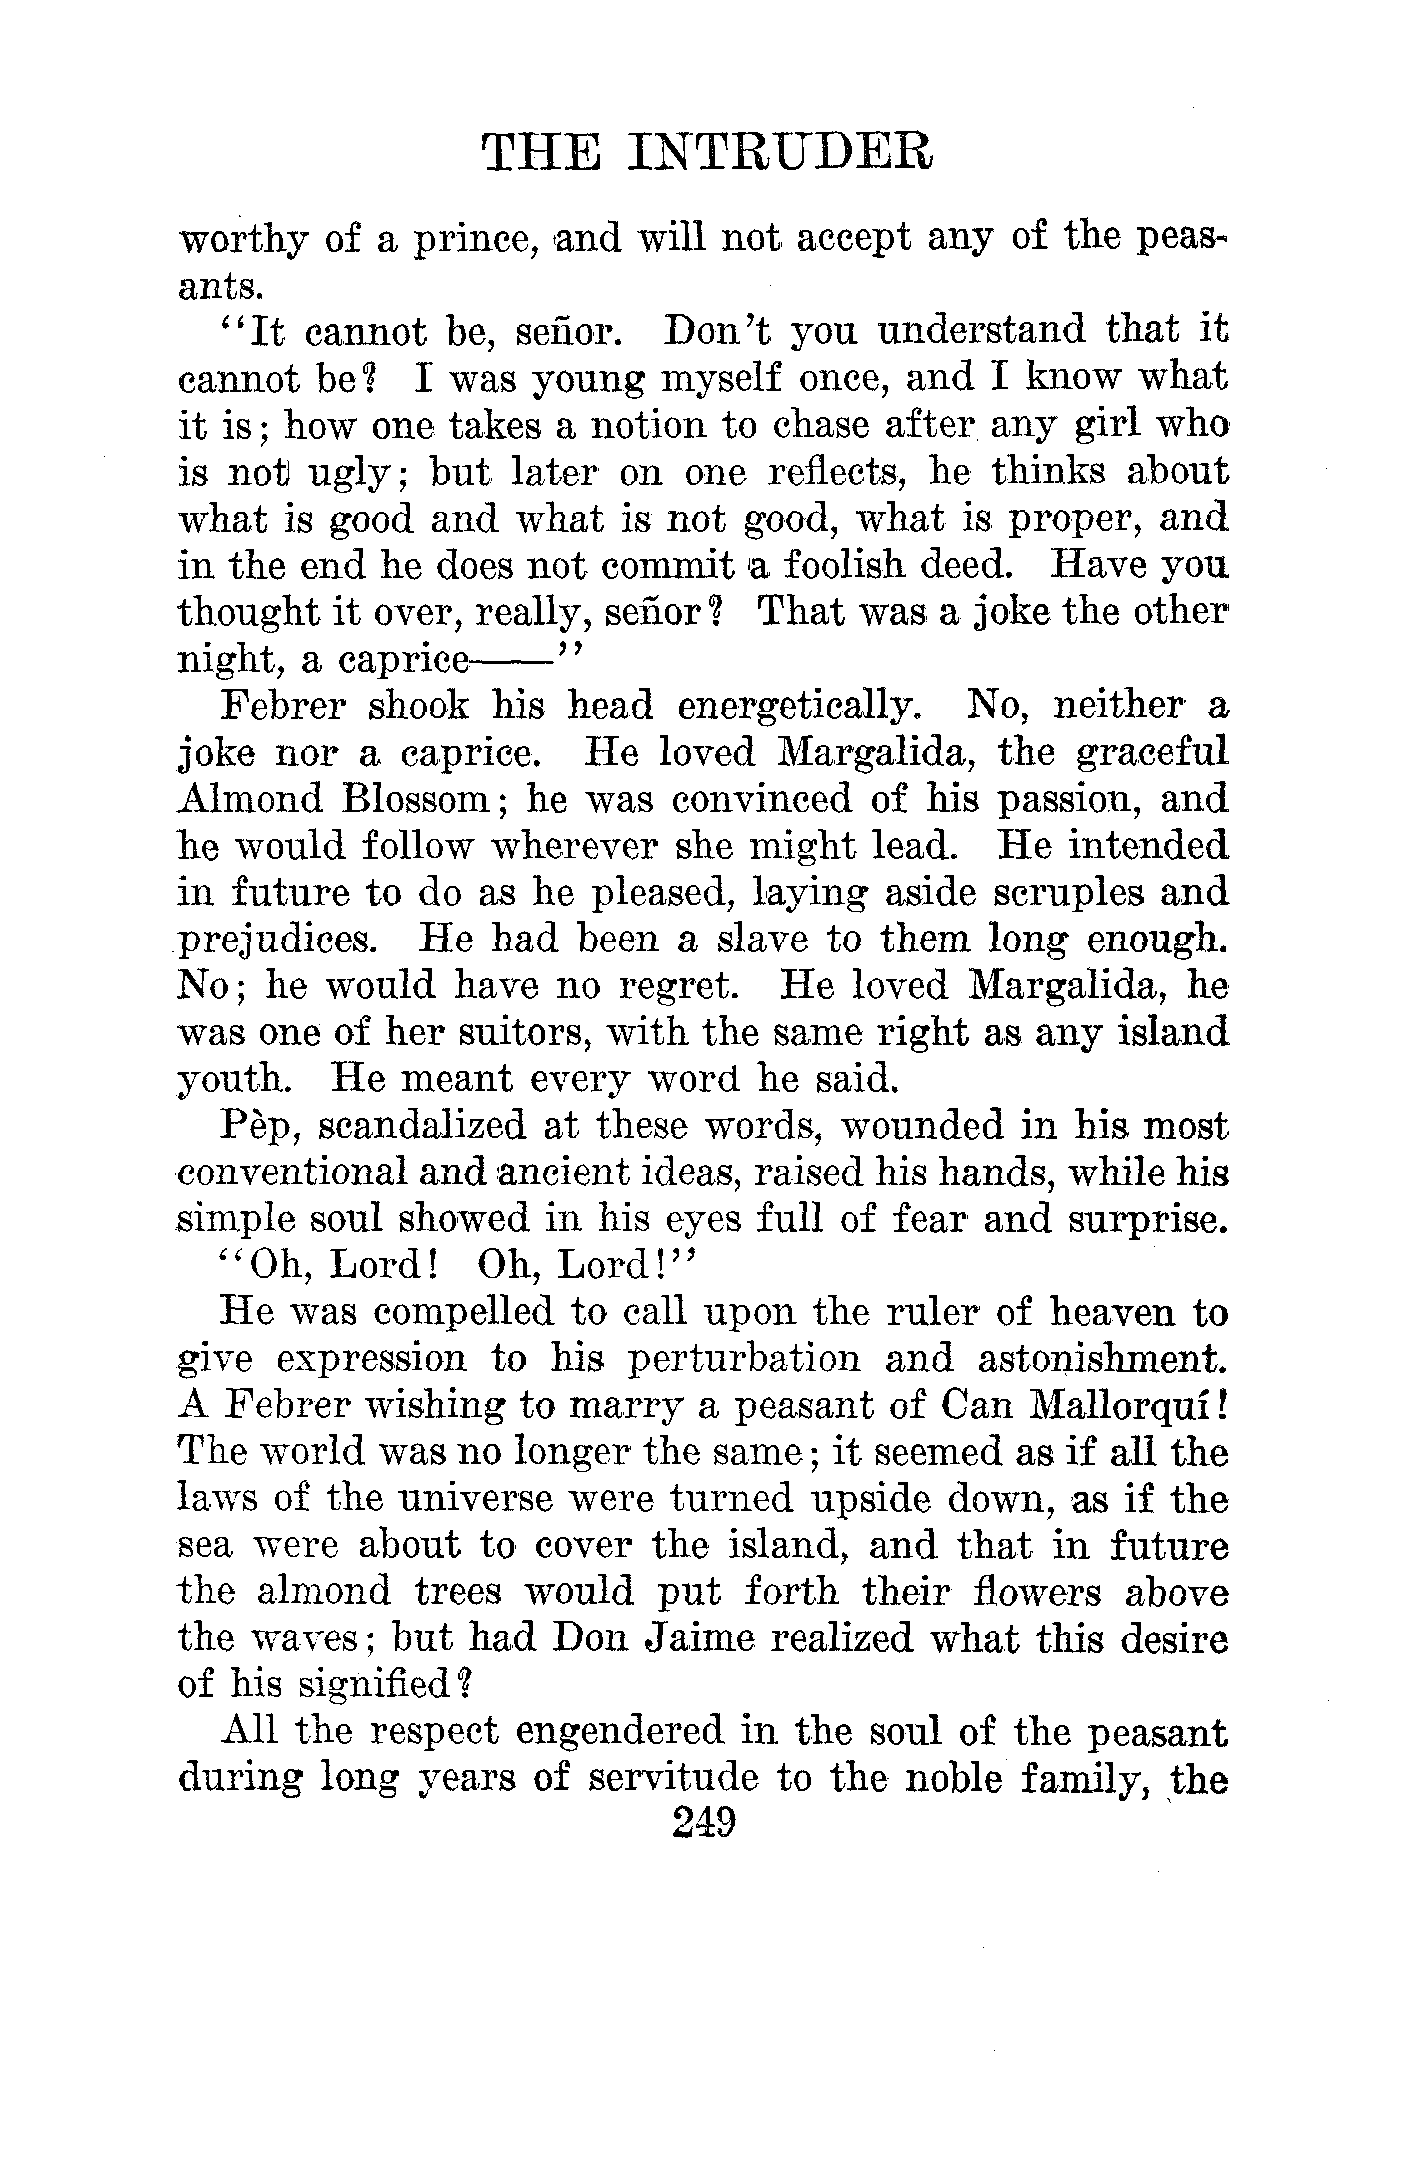 THE INTRUDER
worthy of a prince, and will not accept any of the peas-
ants.
"It cannot be, señor. Don't you understand that it
cannot be? I was young myself once, and I know what
it is; how one takes a notion to chase after any girl who
is not ugly; but later on one reflects, he thinks about
what is good and what is not good, what is proper, and
in the end he does not commit a foolish deed. Have you
thought it over, really, señor? That was a joke the other
night, a caprice——"
Febrer shook his head energetically. No, neither a
joke nor a caprice. He loved Margalida, the graceful
Almond Blossom; he was convinced of his passion, and
he would follow wherever she might lead. He intended
in future to do as he pleased, laying aside scruples and
prejudices. He had been a slave to them long enough.
No; he would have no regret. He loved Margalida, he
was one of her suitors, with the same right as any island
youth. He meant every word he said.
Pèp, scandalized at these words, wounded in his most
conventional and ancient ideas, raised his hands, while his
simple soul showed in his eyes full of fear and surprise.
"Oh, Lord! Oh, Lord!"
He was compelled to call upon the ruler of heaven to
give expression to his perturbation and astonishment.
A Febrer wishing to marry a peasant of Can Mallorquí!
The world was no longer the same; it seemed as if all the
laws of the universe were turned upside down, as if the
sea were about to cover the island, and that in future
the almond trees would put forth their flowers above
the waves; but had Don Jaime realized what this desire
of his signified?
All the respect engendered in the soul of the peasant
during long years of servitude to the noble family, the
249